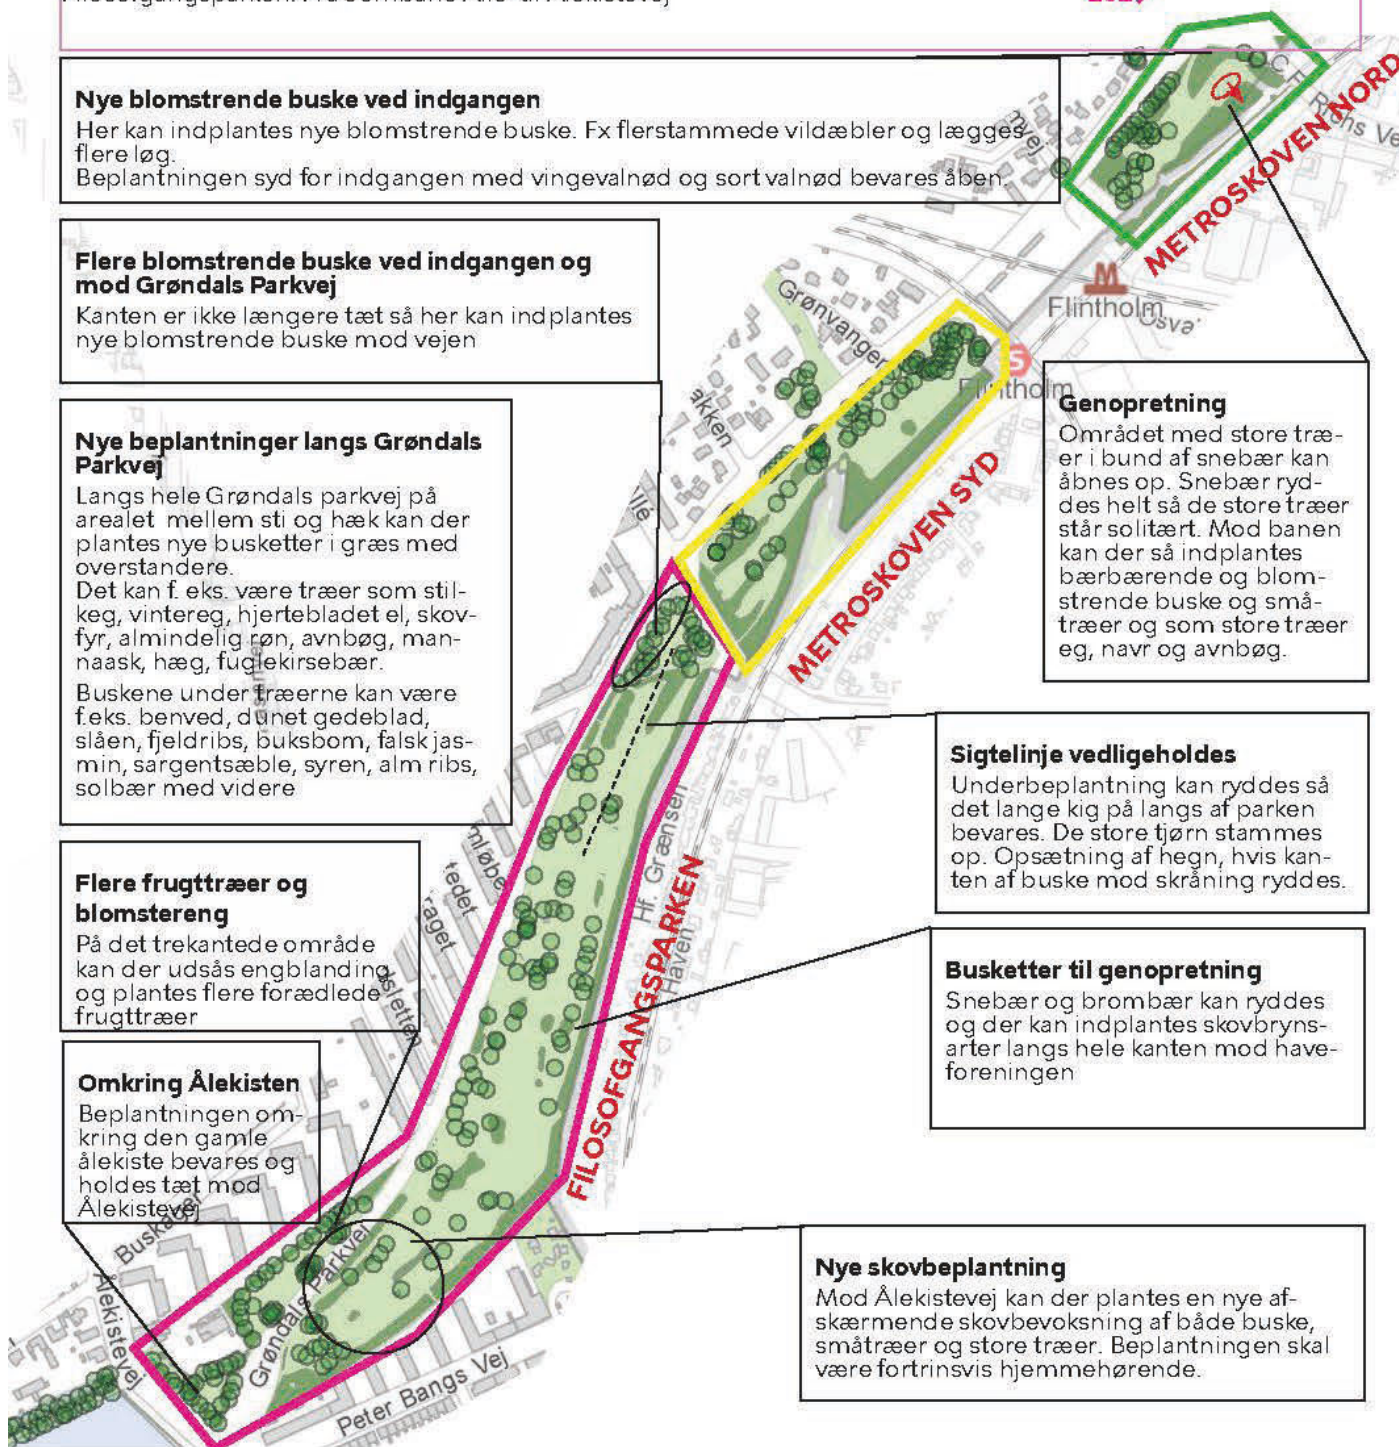 Nye blomstrende buske ved indgangen
Her kan indplantes nye blomstrende buske. Fx flerstammede vildæbler og lægges
flere løg.
Beplantningen syd for indgangen med vingevalnød og sort valnød bevares åben.
METROSKOVEN NORD
Flere blomstrende buske ved indgangen og
mod Grøndals Parkvej
Kanten er ikke længere tæt så her kan indplantes
nye blomstrende buske mod vejen
Grønvangen
Flintholm
Flintholm
S
M
Nye beplantninger langs Grøndals
Parkvej
Langs hele Grøndals parkvej på
arealet mellem sti og hæk kan der
plantes nye busketter i græs med
overstandere.
Det kan f. eks. være træer som stil-
keg, vintereg, hjertebladet el, skov-
fyr, almindelig røn, avnbøg, man-
naask, hæg, fuglekirsebær.
Buskene under træerne kan være
f.eks. benved, dunet gedeblad,
slåen, fjeldribs, buksbom, falsk jas-
min, sargentsæble, syren, alm ribs,
solbær med videre
Genopretning
Området med store træ-
er i bund af snebær kan
åbnes op. Snebær ryd-
des helt så de store træer
står solitært. Mod banen
kan der så indplantes
bærbærende og blom-
strende buske og små-
træer og som store træer
eg, navr og avnbøg.
METROSKOVEN SYD
Sigtelinje vedligeholdes
Underbeplantning kan ryddes så
det lange kig på langs af parken
bevares. De store tjørn stammes
op. Opsætning af hegn, hvis kan-
ten af buske mod skråning ryddes.
Flere frugttræer og
blomstereng
På det trekantede område
kan der udsås engblanding
og plantes flere forædlede
frugttræer
Hf. Grænsen
Haven
FILOSOFGANGSPARKEN
Busketter til genopretning
Snebær og brombær kan ryddes
og der kan indplantes skovbryns-
arter langs hele kanten mod have-
foreningen
Omkring Ålekisten
Beplantningen om-
kring den gamle
ålekiste bevares og
holdes tæt mod
Ålekistevej
Buskager
Ålekistevej
Grøndals Parkvej
Peter Bangs Vej
Nye skovbeplantning
Mod Ålekistevej kan der plantes en nye af-
skærmende skovbevoksning af både buske,
småtræer og store træer. Beplantningen skal
være fortrinsvis hjemmehørende.